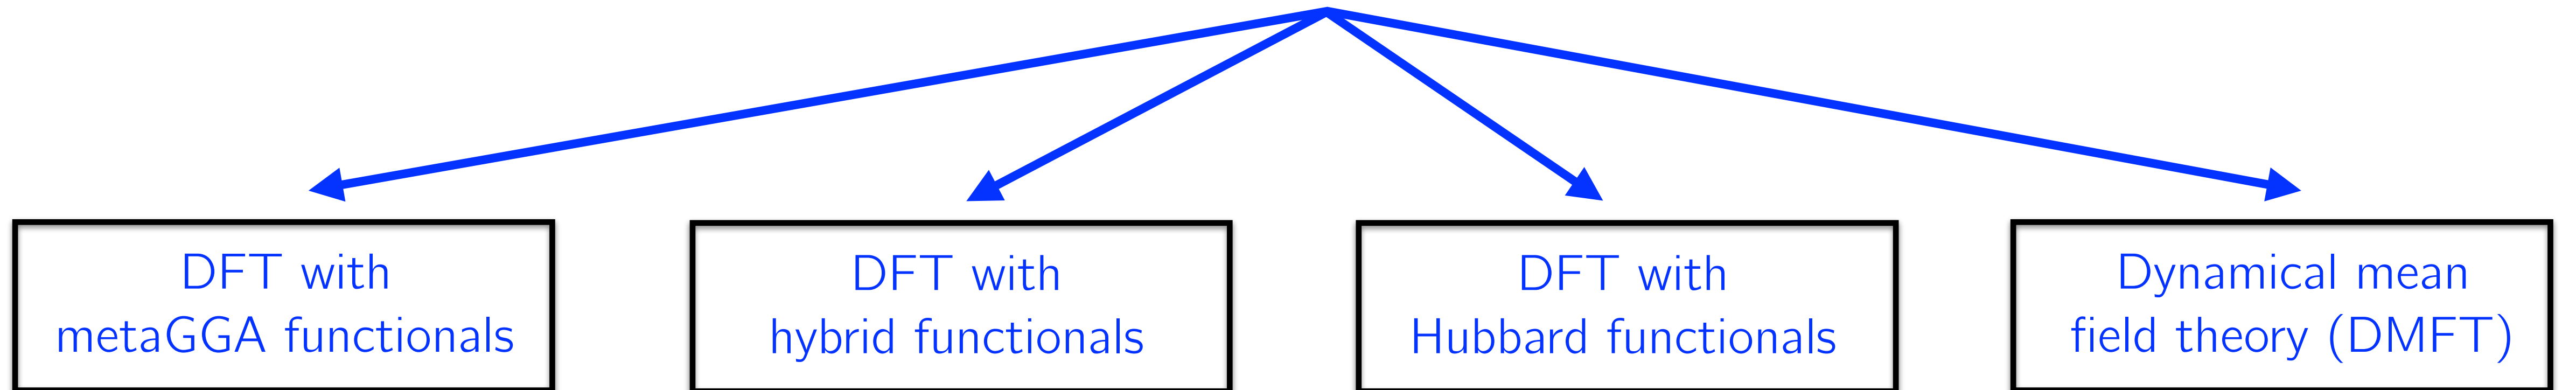 DFT with
metaGGA functionals
DFT with
hybrid functionals
DFT with
Hubbard functionals
Dynamical mean
field theory (DMFT)